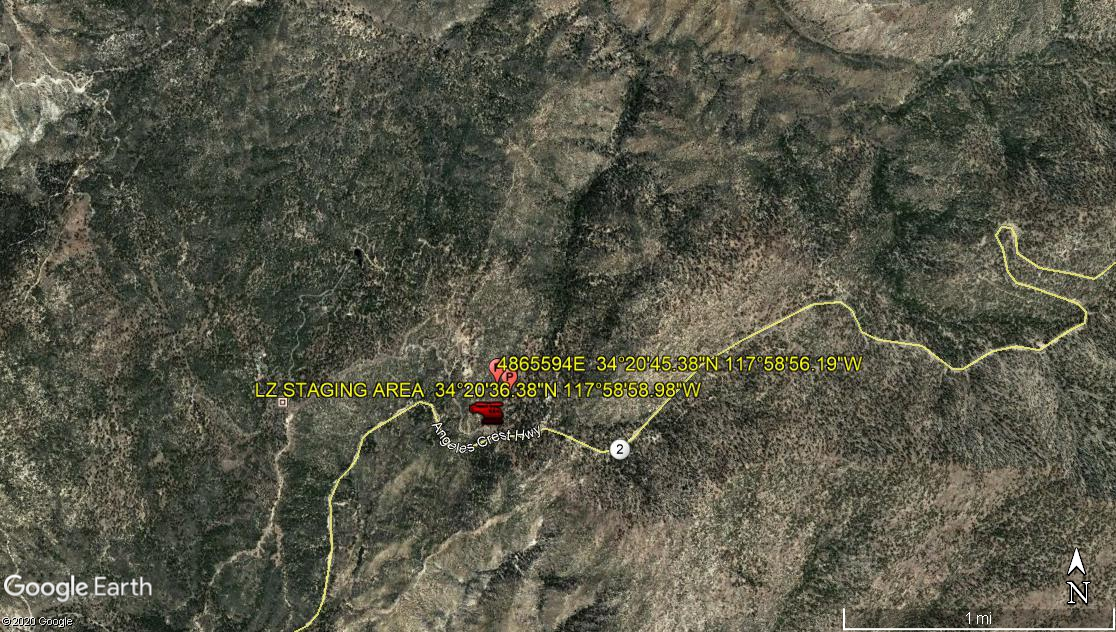 4865594E 34°20'45.38"N 117°58'56.19"W
LZ STAGING AREA 34°20'36.38"N 117°58'58.98"W
P
Angeles Crest Hwy
2
N
Google Earth
©2020 Google
1 mi